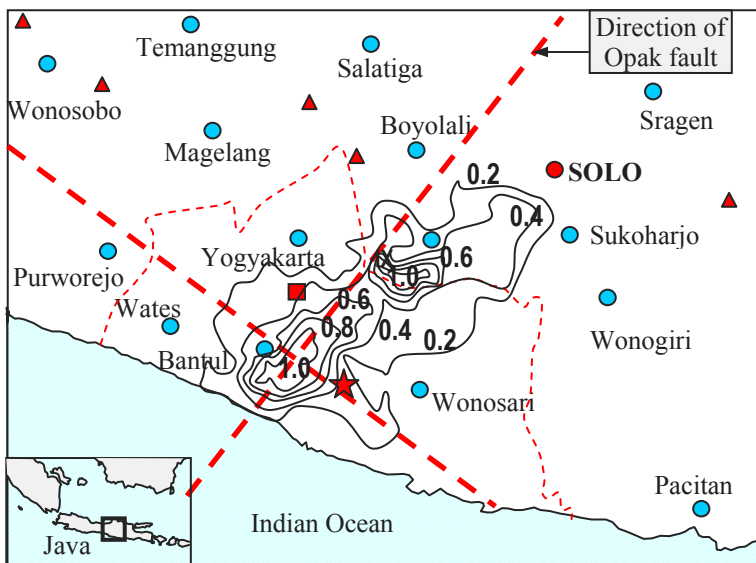 Temanggung
Direction of
Opak fault
Salatiga
Wonosobo
Sragen
Boyolali
Magelang
0.2
SOLO
0.4
Yogyakarta
0.6
Sukoharjo
Purworejo
1.0
Wates
0.6
0.8
0.4
0.2
Wonogiri
Bantul
1.0
Wonosari
Pacitan
Indian Ocean
Java